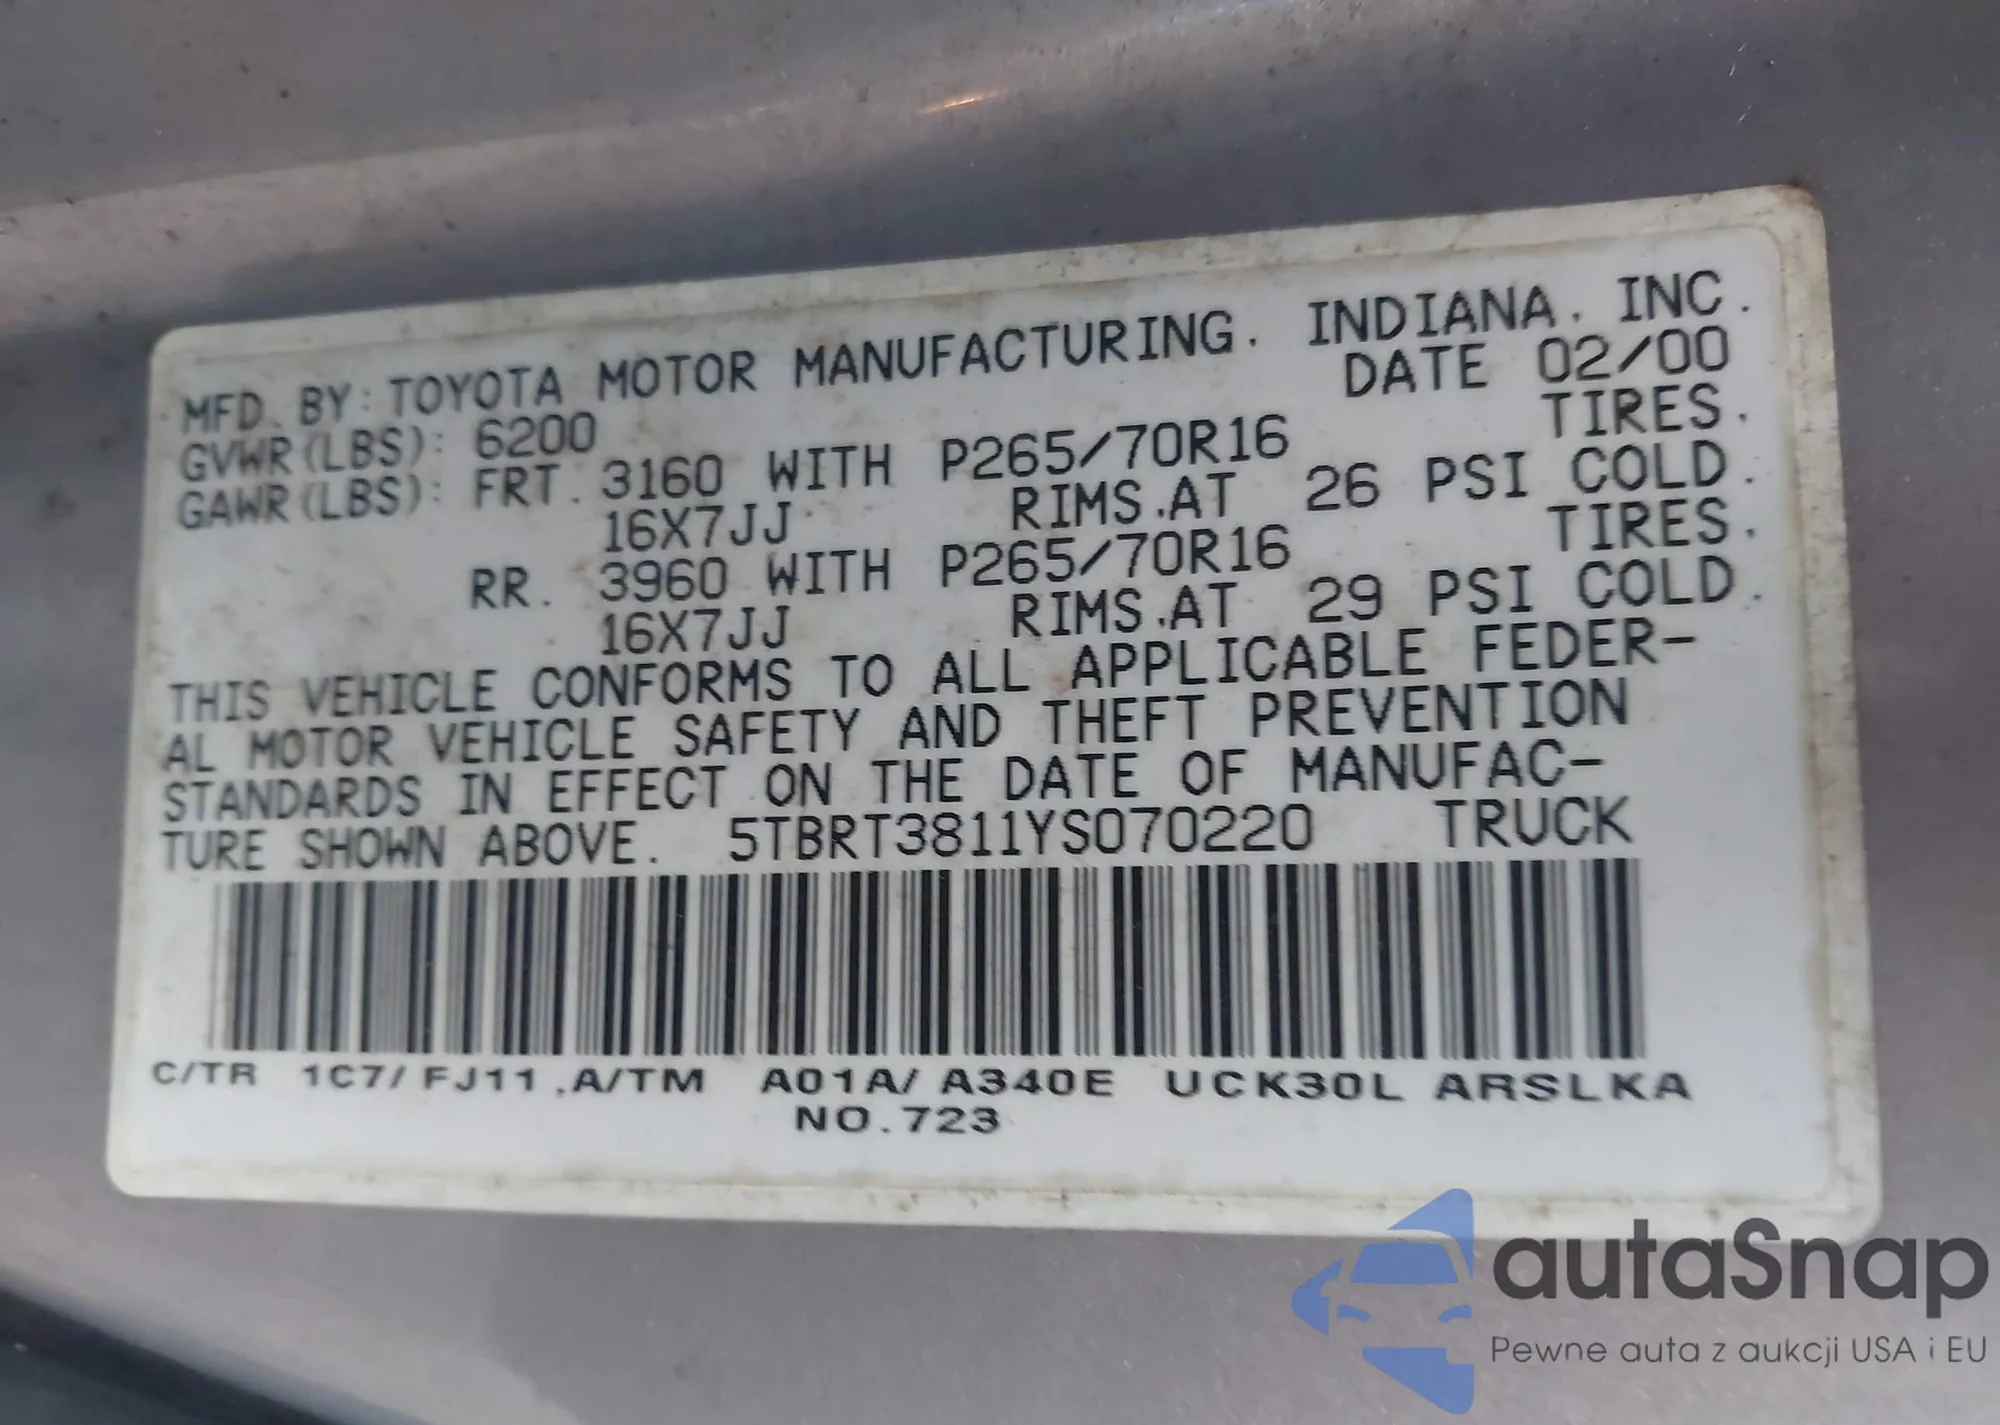 MFD. BY: TOYOTA MOTOR MANUFACTURING, INDIANA, INC.
DATE 02/00
GVWR(LBS): 6200
GAWR(LBS): FRT. 3160 WITH P265/70R16 TIRES.
16X7JJ RIMS.AT 26 PSI COLD.
RR. 3960 WITH P265/70R16 TIRES.
16X7JJ RIMS.AT 29 PSI COLD.
THIS VEHICLE CONFORMS TO ALL APPLICABLE FEDER-
AL MOTOR VEHICLE SAFETY AND THEFT PREVENTION
STANDARDS IN EFFECT ON THE DATE OF MANUFAC-
TURE SHOWN ABOVE. 5TBRT3811YS070220 TRUCK
C/TR 1C7/FJ11 ,A/TM A01A/A340E UCK30L ARSLKA
NO.723
autaSnap
Pewne auta z aukcji USA i EU